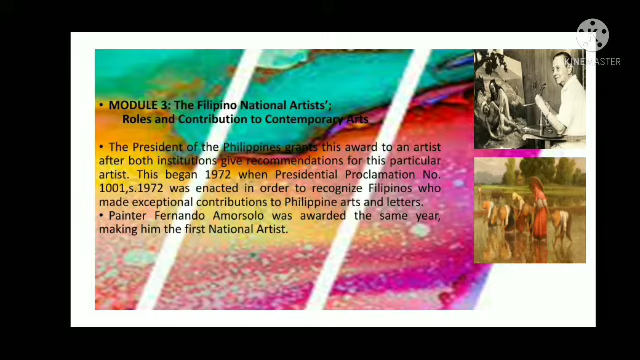 KINEMASTER
• MODULE 3: The Filipino National Artists';
Roles and Contribution to Contemporary Arts
• The President of the Philippines grants this award to an artist
after both institutions give recommendations for this particular
artist. This began 1972 when Presidential Proclamation No.
1001,s.1972 was enacted in order to recognize Filipinos who
made exceptional contributions to Philippine arts and letters.
• Painter Fernando Amorsolo was awarded the same year,
making him the first National Artist.